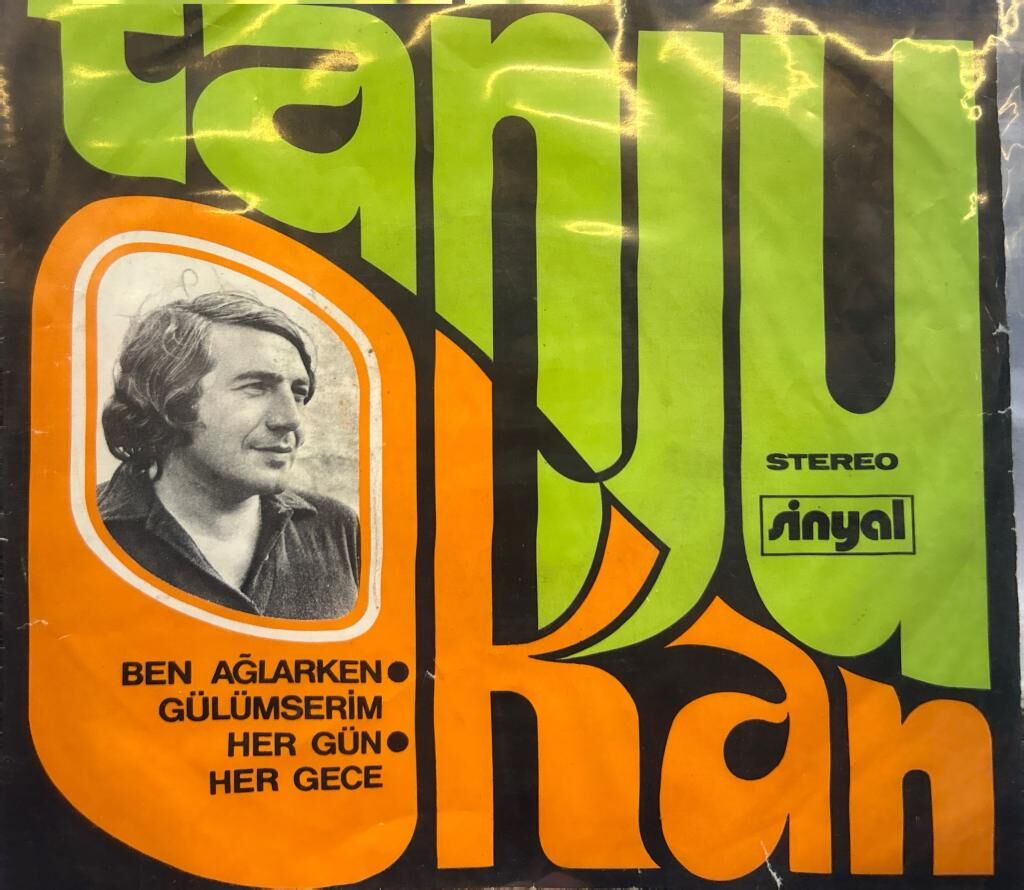 tanju
okan
STEREO
sinyal
BEN AĞLARKEN●
GÜLÜMSERİM
HER GÜN●
HER GECE